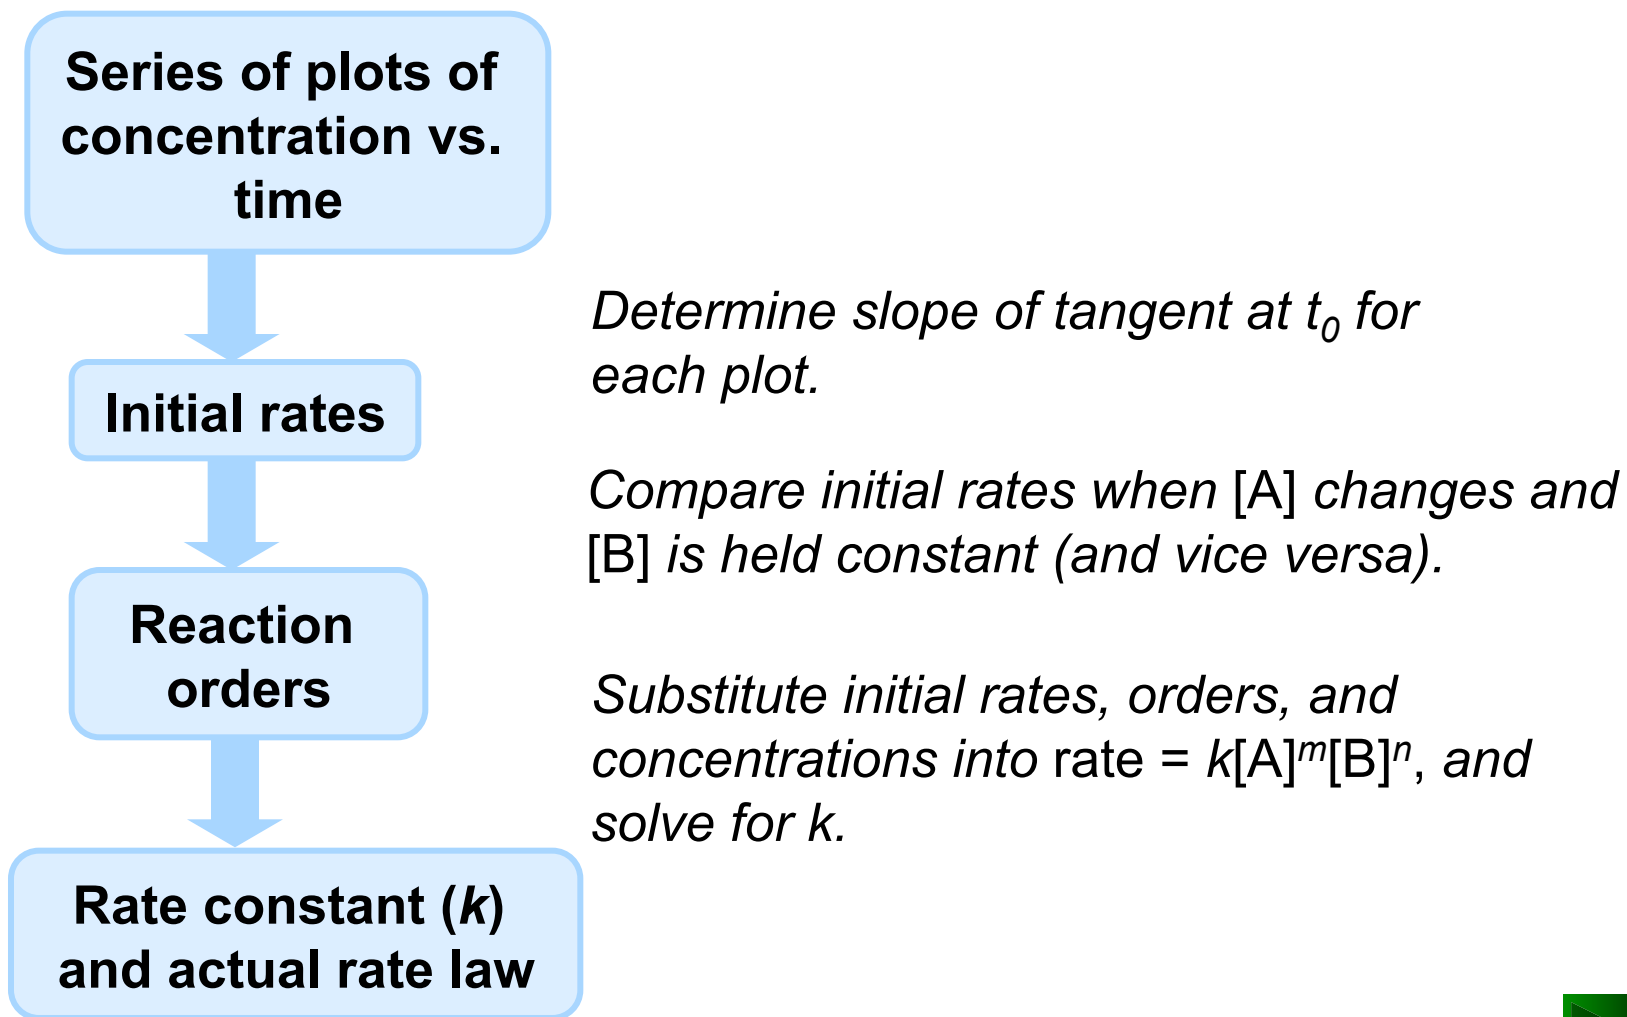 Series of plots of
concentration vs.
time
Determine slope of tangent at t₀ for
each plot.
Initial rates
Compare initial rates when [A] changes and
[B] is held constant (and vice versa).
Reaction
orders
Substitute initial rates, orders, and
concentrations into rate = k[A]ᵐ[B]ⁿ, and
solve for k.
Rate constant (k)
and actual rate law